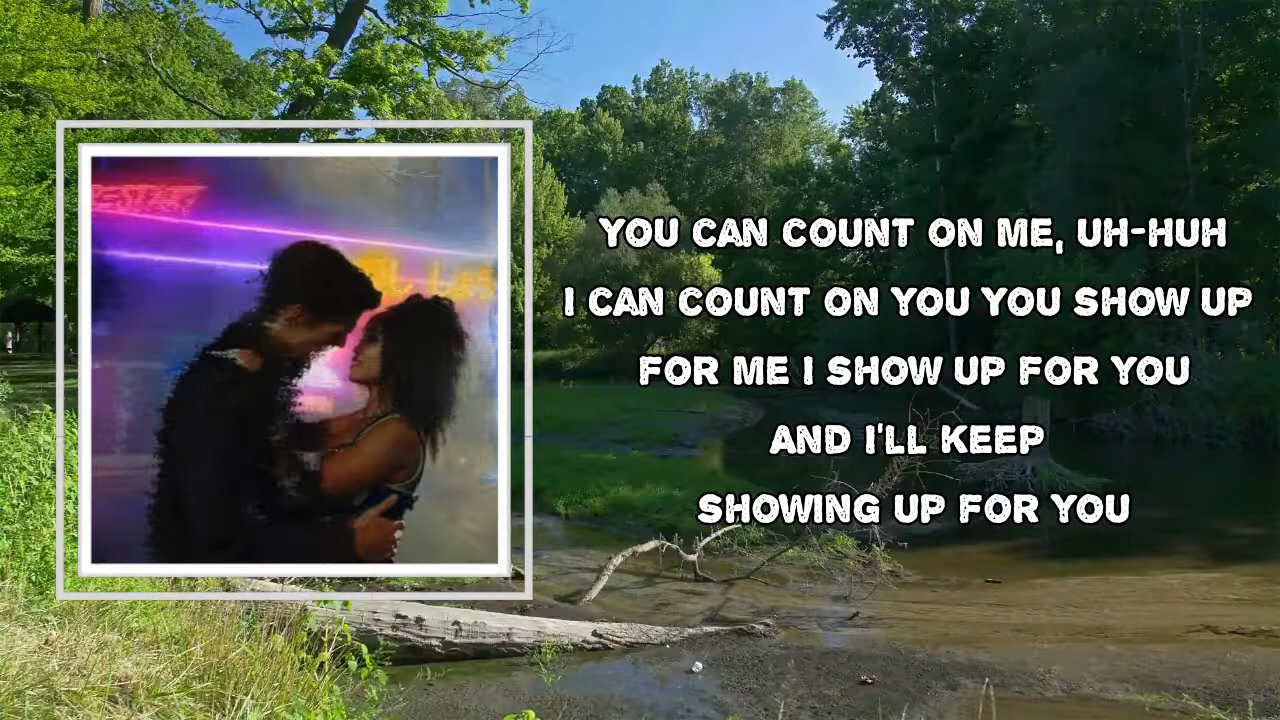 YOU CAN COUNT ON ME, UH-HUH
I CAN COUNT ON YOU YOU SHOW UP
FOR ME I SHOW UP FOR YOU
AND I'LL KEEP
SHOWING UP FOR YOU